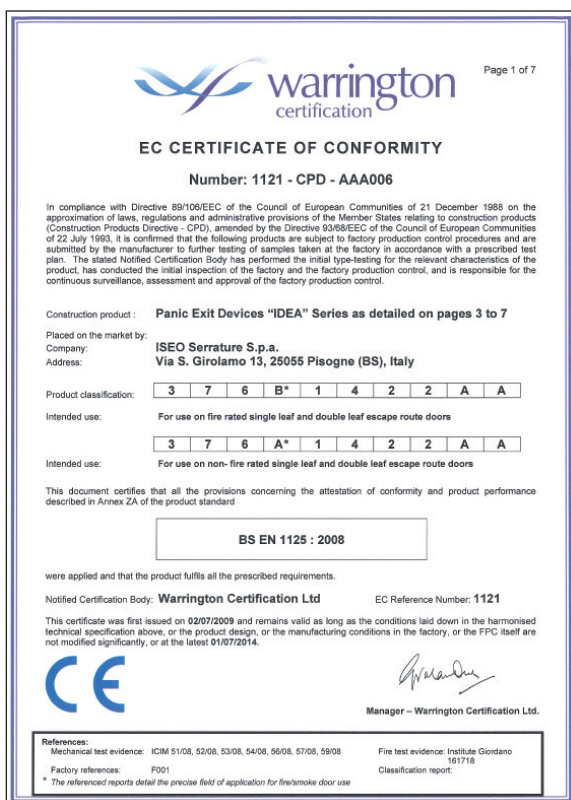 warrington
certification
Page 1 of 7
EC CERTIFICATE OF CONFORMITY
Number: 1121 - CPD - AAA006
In compliance with Directive 89/106/EEC of the Council of European Communities of 21 December 1988 on the
approximation of laws, regulations and administrative provisions of the Member States relating to construction products
(Construction Products Directive - CPD), amended by the Directive 93/68/EEC of the Council of European Communities
of 22 July 1993, it is confirmed that the following products are subject to factory production control procedures and are
submitted by the manufacturer to further testing of samples taken at the factory in accordance with a prescribed test
plan. The stated Notified Certification Body has performed the initial type-testing for the relevant characteristics of the
product, has conducted the initial inspection of the factory and the factory production control, and is responsible for the
continuous surveillance, assessment and approval of the factory production control.
Construction product : Panic Exit Devices “IDEA” Series as detailed on pages 3 to 7
Placed on the market by:
Company: ISEO Serrature S.p.a.
Address: Via S. Girolamo 13, 25055 Pisogne (BS), Italy
Product classification: 3 7 6 B* 1 4 2 2 A A
Intended use: For use on fire rated single leaf and double leaf escape route doors
3 7 6 A* 1 4 2 2 A A
Intended use: For use on non- fire rated single leaf and double leaf escape route doors
This document certifies that all the provisions concerning the attestation of conformity and product performance
described in Annex ZA of the product standard
BS EN 1125 : 2008
were applied and that the product fulfils all the prescribed requirements.
Notified Certification Body: Warrington Certification Ltd EC Reference Number: 1121
This certificate was first issued on 02/07/2009 and remains valid as long as the conditions laid down in the harmonised
technical specification above, or the product design, or the manufacturing conditions in the factory, or the FPC itself are
not modified significantly, or at the latest 01/07/2014.
CE
Manager – Warrington Certification Ltd.
References:
Mechanical test evidence: ICIM 51/08, 52/08, 53/08, 54/08, 56/08, 57/08, 59/08 Fire test evidence: Institute Giordano
161718
Factory references: F001 Classification report:
* The referenced reports detail the precise field of application for fire/smoke door use